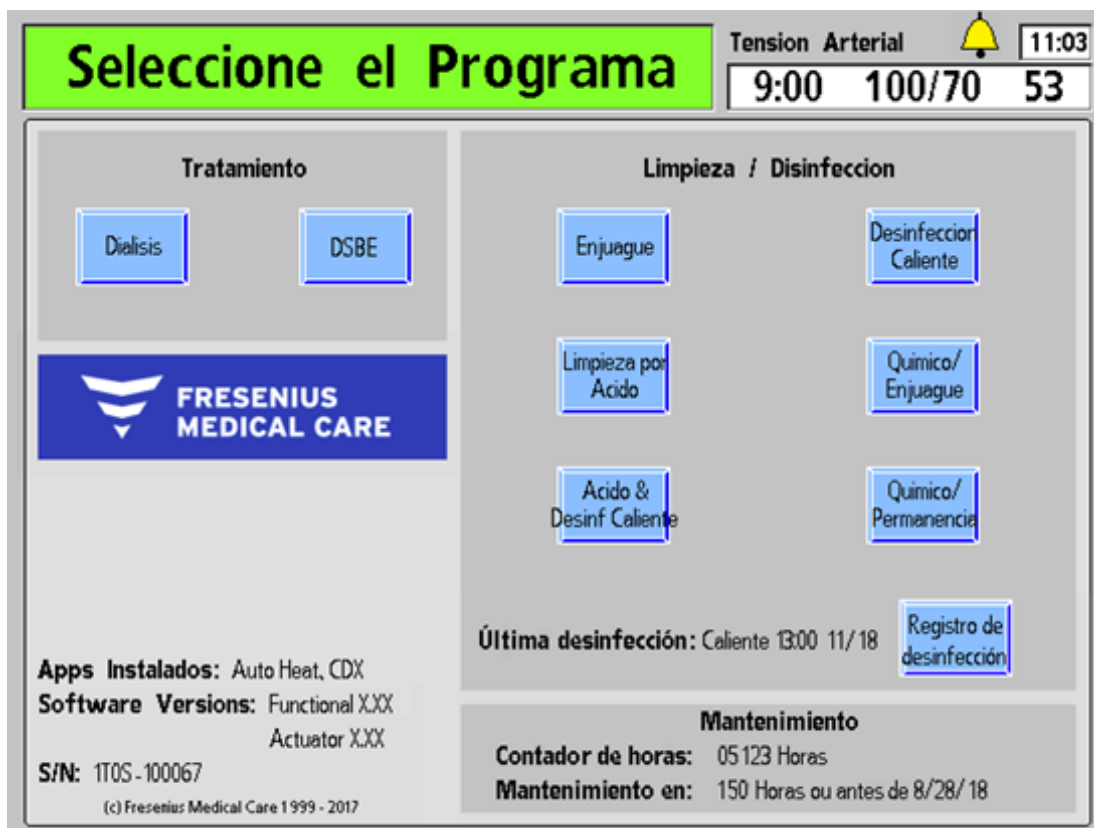 Seleccione el Programa
Tension Arterial
11:03
9:00 100/70 53
Tratamiento
Dialisis
DSBE
FRESENIUS
MEDICAL CARE
Apps Instalados: Auto Heat, CDX
Software Versions: Functional X.XX
Actuator X.XX
S/N: 1T0S-100067
(c) Fresenius Medical Care 1999 - 2017
Limpieza / Disinfeccion
Enjuague
Desinfeccion
Caliente
Limpieza por
Acido
Quimico/
Enjuague
Acido &
Desinf Caliente
Quimico/
Permanencia
Última desinfección: Caliente 13:00 11/18
Registro de
desinfección
Mantenimiento
Contador de horas: 05123 Horas
Mantenimiento en: 150 Horas ou antes de 8/28/18